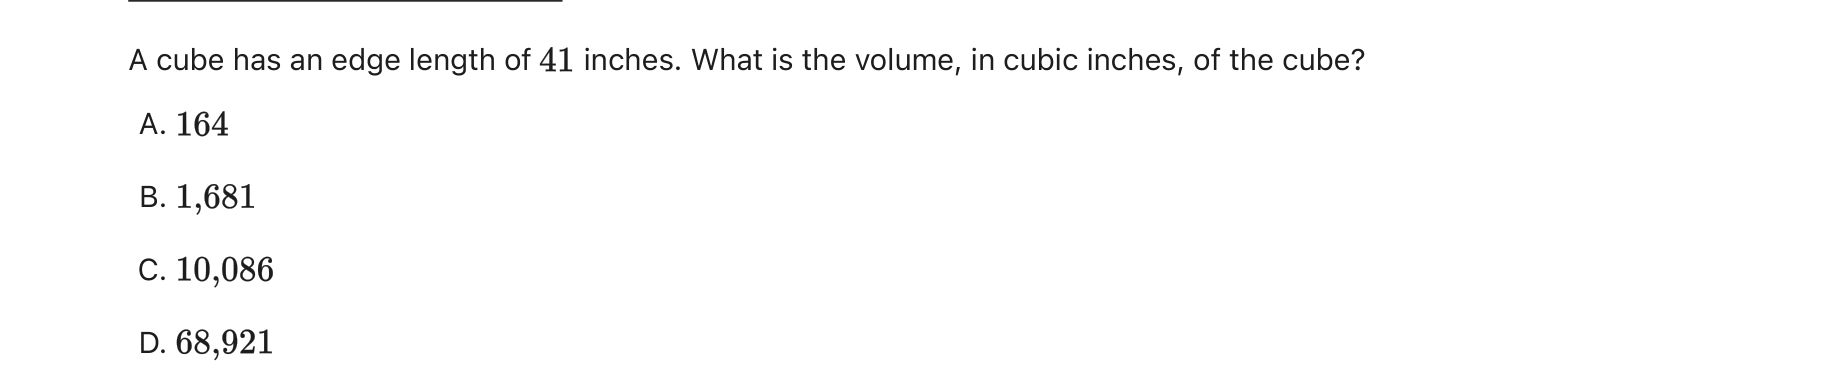 A cube has an edge length of 41 inches. What is the volume, in cubic inches, of the cube?
A. 164
B. 1,681
C. 10,086
D. 68,921